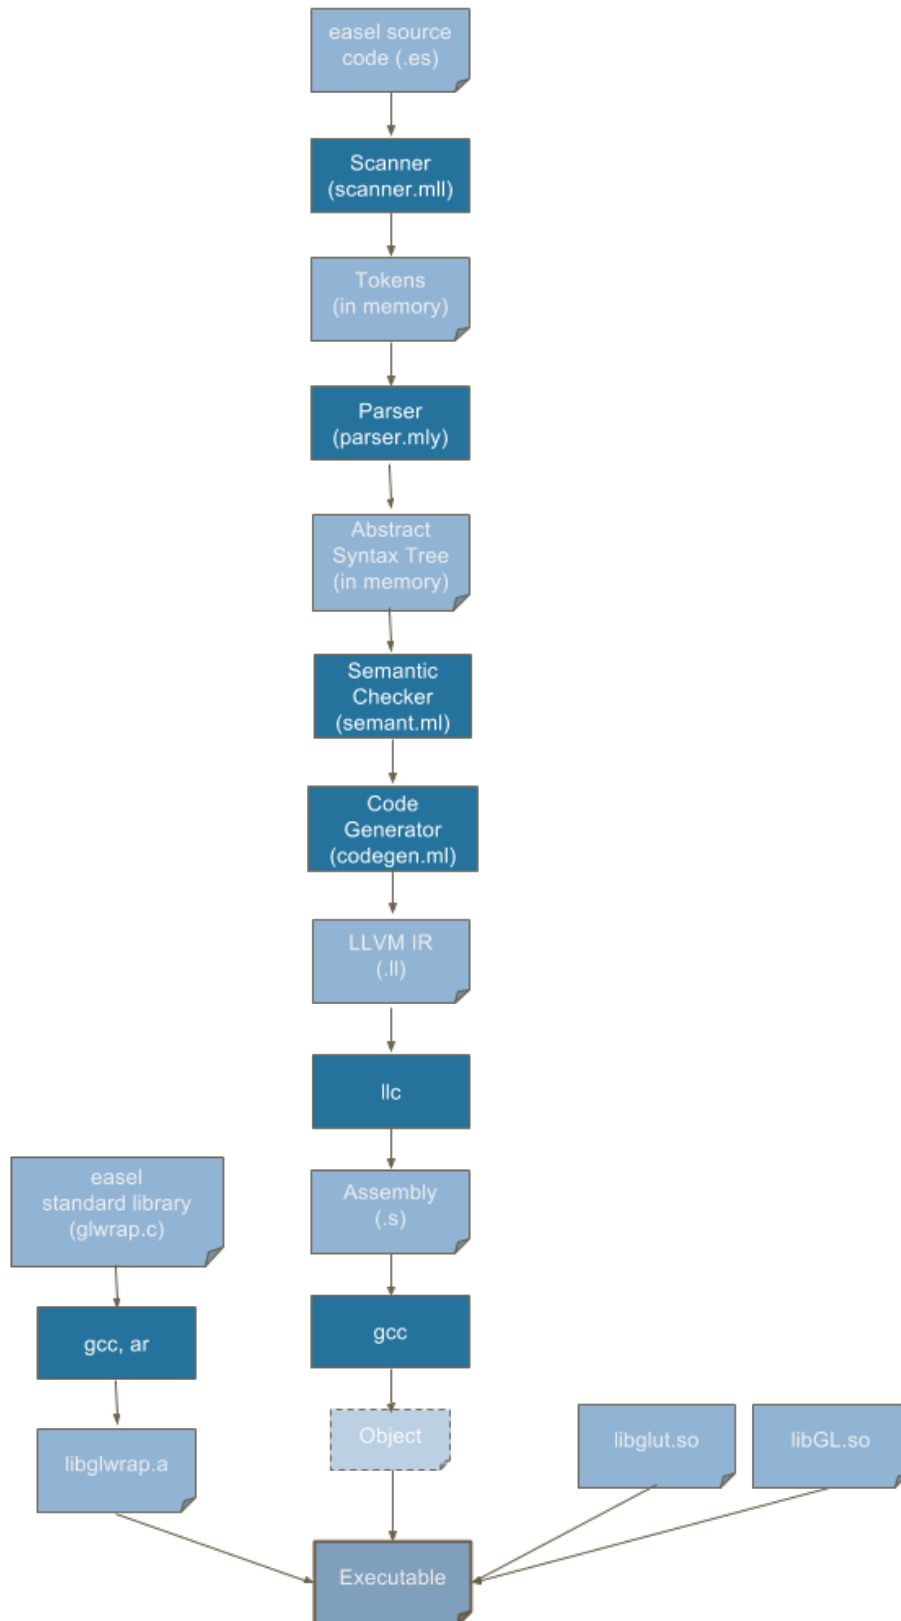 easel source
code (.es)
Scanner
(scanner.mll)
Tokens
(in memory)
Parser
(parser.mly)
Abstract
Syntax Tree
(in memory)
Semantic
Checker
(semant.ml)
Code
Generator
(codegen.ml)
LLVM IR
(.ll)
llc
easel
standard library
(glwrap.c)
Assembly
(.s)
gcc, ar
gcc
libglwrap.a
Object
libglut.so
libGL.so
Executable